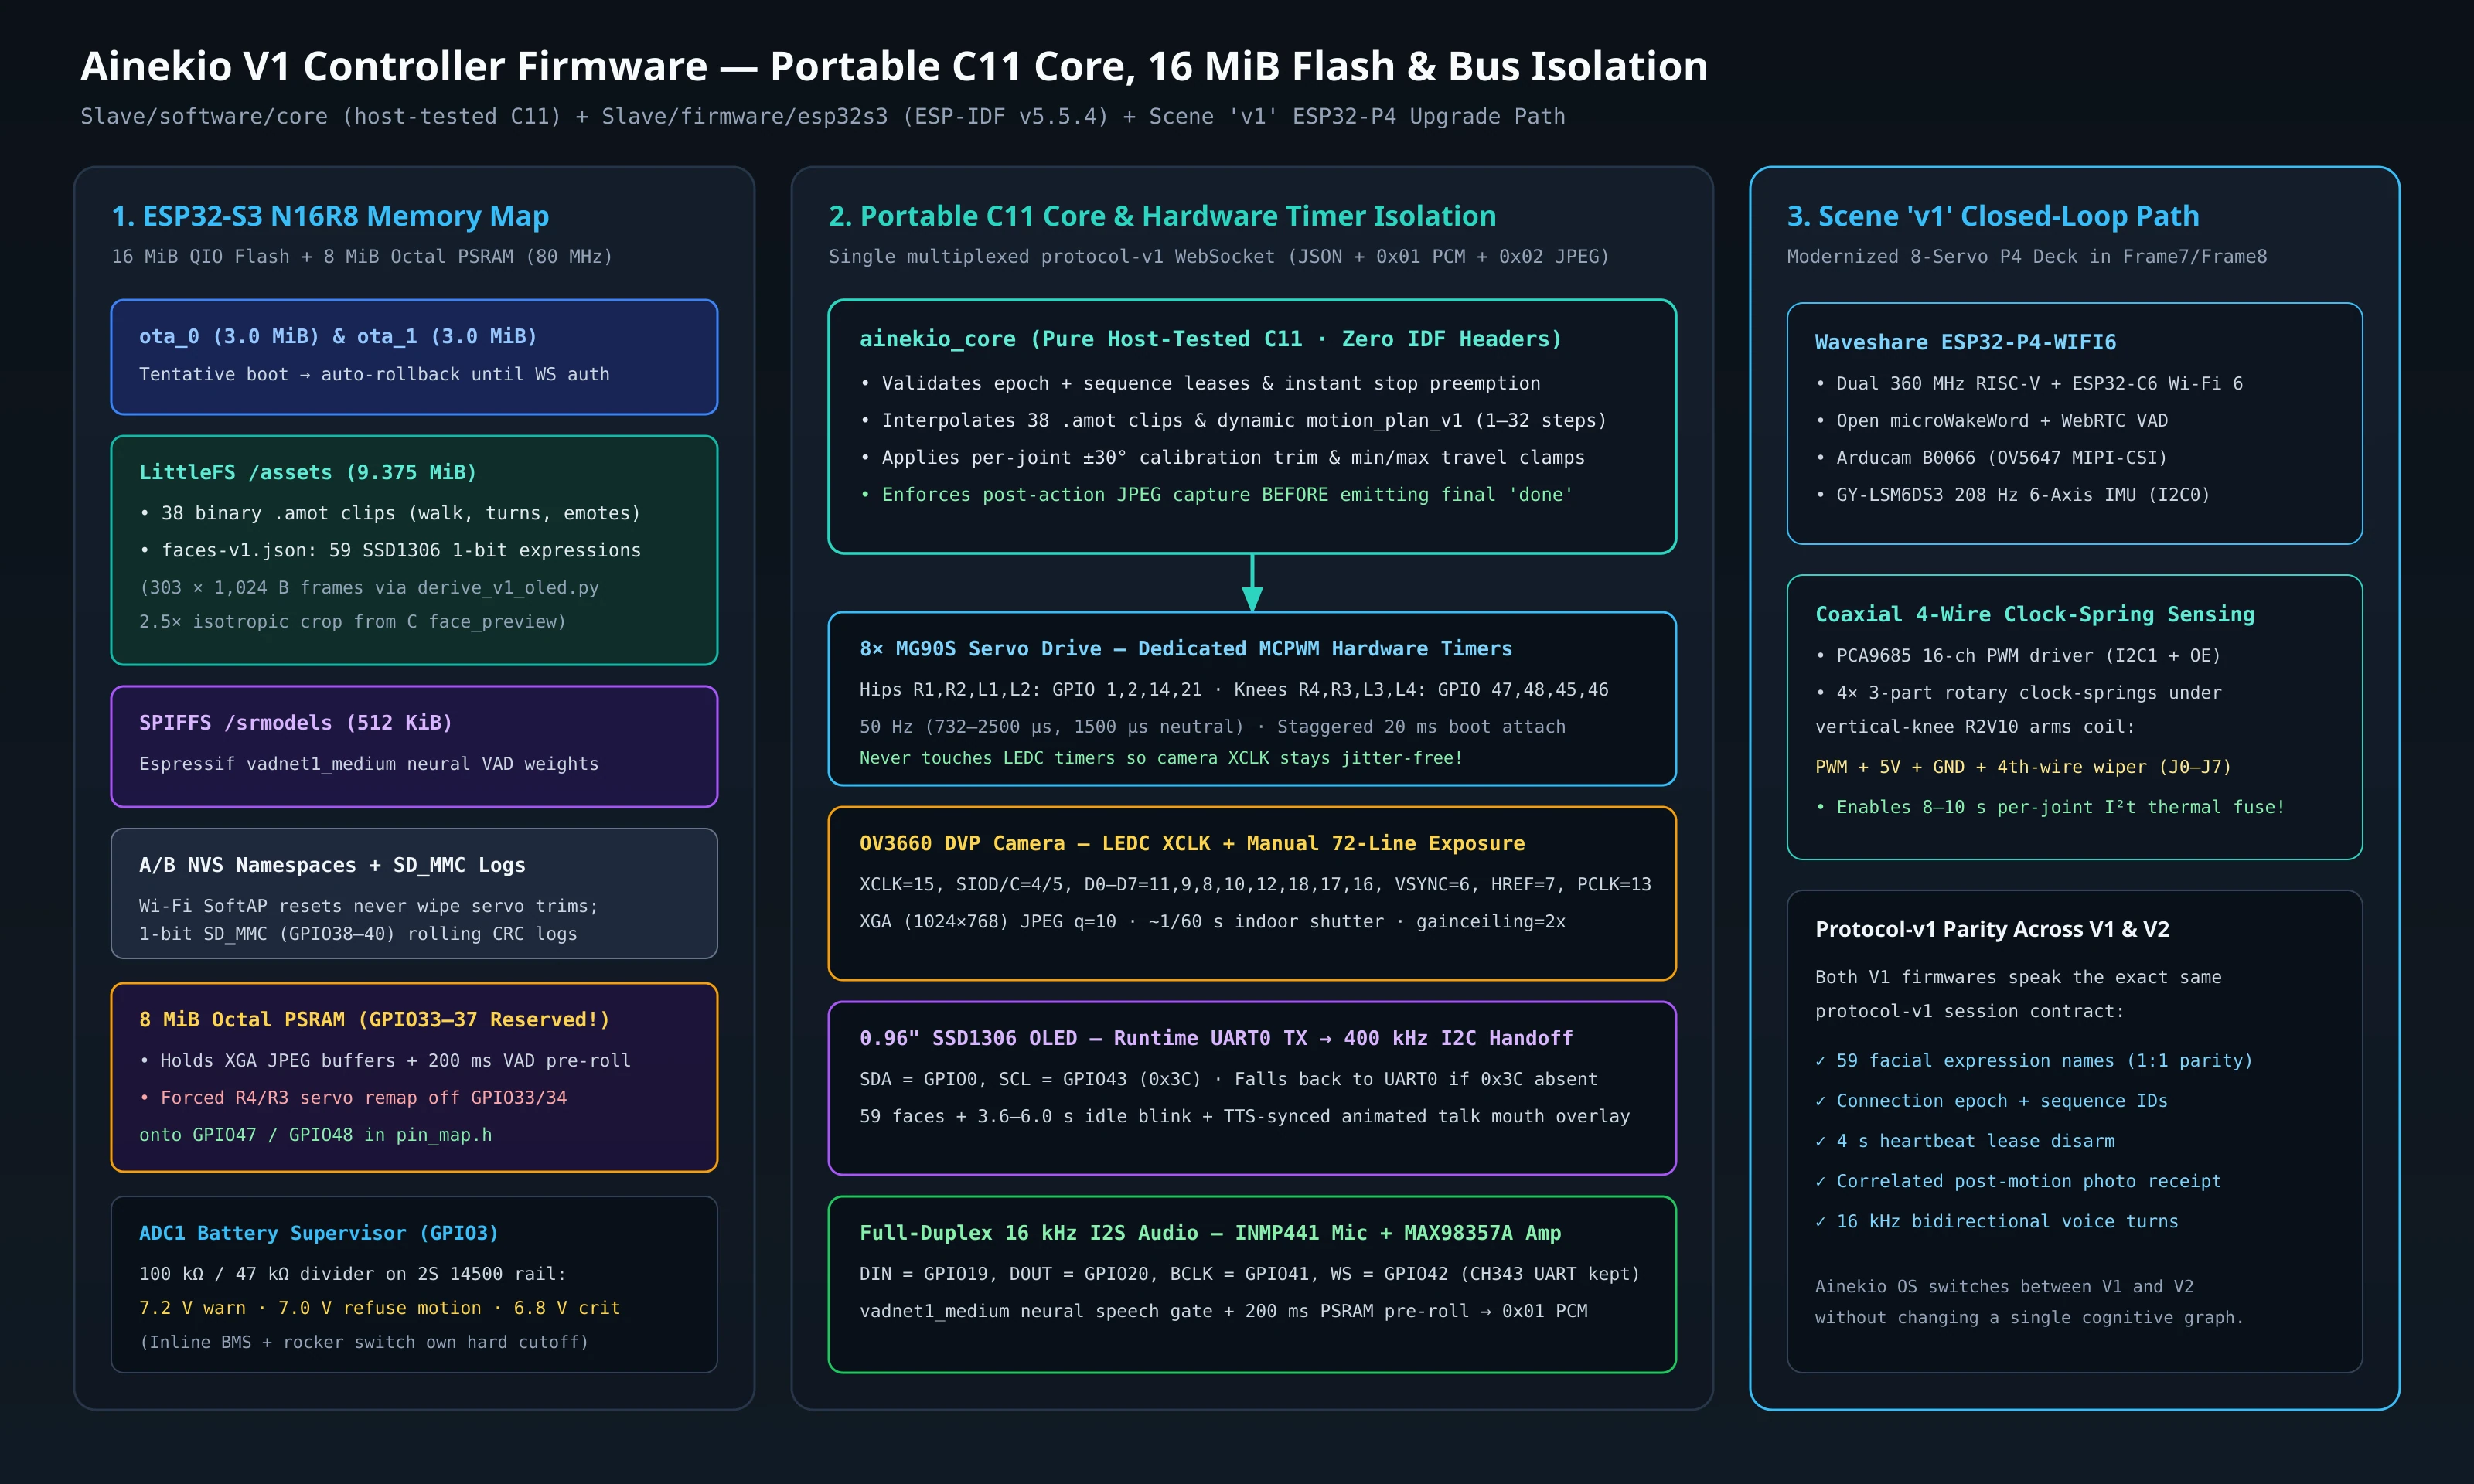 Ainekio V1 Controller Firmware — Portable C11 Core, 16 MiB Flash & Bus Isolation
Slave/software/core (host-tested C11) + Slave/firmware/esp32s3 (ESP-IDF v5.5.4) + Scene 'v1' ESP32-P4 Upgrade Path
1. ESP32-S3 N16R8 Memory Map
16 MiB QIO Flash + 8 MiB Octal PSRAM (80 MHz)
ota_0 (3.0 MiB) & ota_1 (3.0 MiB)
Tentative boot → auto-rollback until WS auth
LittleFS /assets (9.375 MiB)
• 38 binary .amot clips (walk, turns, emotes)
• faces-v1.json: 59 SSD1306 1-bit expressions
(303 × 1,024 B frames via derive_v1_oled.py
2.5× isotropic crop from C face_preview)
SPIFFS /srmodels (512 KiB)
Espressif vadnet1_medium neural VAD weights
A/B NVS Namespaces + SD_MMC Logs
Wi-Fi SoftAP resets never wipe servo trims;
1-bit SD_MMC (GPIO38–40) rolling CRC logs
8 MiB Octal PSRAM (GPIO33–37 Reserved!)
• Holds XGA JPEG buffers + 200 ms VAD pre-roll
• Forced R4/R3 servo remap off GPIO33/34
onto GPIO47 / GPIO48 in pin_map.h
ADC1 Battery Supervisor (GPIO3)
100 kΩ / 47 kΩ divider on 2S 14500 rail:
7.2 V warn · 7.0 V refuse motion · 6.8 V crit
(Inline BMS + rocker switch own hard cutoff)
2. Portable C11 Core & Hardware Timer Isolation
Single multiplexed protocol-v1 WebSocket (JSON + 0x01 PCM + 0x02 JPEG)
ainekio_core (Pure Host-Tested C11 · Zero IDF Headers)
• Validates epoch + sequence leases & instant stop preemption
• Interpolates 38 .amot clips & dynamic motion_plan_v1 (1–32 steps)
• Applies per-joint ±30° calibration trim & min/max travel clamps
• Enforces post-action JPEG capture BEFORE emitting final 'done'
8× MG90S Servo Drive — Dedicated MCPWM Hardware Timers
Hips R1,R2,L1,L2: GPIO 1,2,14,21 · Knees R4,R3,L3,L4: GPIO 47,48,45,46
50 Hz (732–2500 µs, 1500 µs neutral) · Staggered 20 ms boot attach
Never touches LEDC timers so camera XCLK stays jitter-free!
OV3660 DVP Camera — LEDC XCLK + Manual 72-Line Exposure
XCLK=15, SIOD/C=4/5, D0–D7=11,9,8,10,12,18,17,16, VSYNC=6, HREF=7, PCLK=13
XGA (1024×768) JPEG q=10 · ~1/60 s indoor shutter · gainceiling=2x
0.96" SSD1306 OLED — Runtime UART0 TX → 400 kHz I2C Handoff
SDA = GPIO0, SCL = GPIO43 (0x3C) · Falls back to UART0 if 0x3C absent
59 faces + 3.6–6.0 s idle blink + TTS-synced animated talk mouth overlay
Full-Duplex 16 kHz I2S Audio — INMP441 Mic + MAX98357A Amp
DIN = GPIO19, DOUT = GPIO20, BCLK = GPIO41, WS = GPIO42 (CH343 UART kept)
vadnet1_medium neural speech gate + 200 ms PSRAM pre-roll → 0x01 PCM
3. Scene 'v1' Closed-Loop Path
Modernized 8-Servo P4 Deck in Frame7/Frame8
Waveshare ESP32-P4-WIFI6
• Dual 360 MHz RISC-V + ESP32-C6 Wi-Fi 6
• Open microWakeWord + WebRTC VAD
• Arducam B0066 (OV5647 MIPI-CSI)
• GY-LSM6DS3 208 Hz 6-Axis IMU (I2C0)
Coaxial 4-Wire Clock-Spring Sensing
• PCA9685 16-ch PWM driver (I2C1 + OE)
• 4× 3-part rotary clock-springs under
vertical-knee R2V10 arms coil:
PWM + 5V + GND + 4th-wire wiper (J0–J7)
• Enables 8–10 s per-joint I²t thermal fuse!
Protocol-v1 Parity Across V1 & V2
Both V1 firmwares speak the exact same
protocol-v1 session contract:
✓ 59 facial expression names (1:1 parity)
✓ Connection epoch + sequence IDs
✓ 4 s heartbeat lease disarm
✓ Correlated post-motion photo receipt
✓ 16 kHz bidirectional voice turns
Ainekio OS switches between V1 and V2
without changing a single cognitive graph.